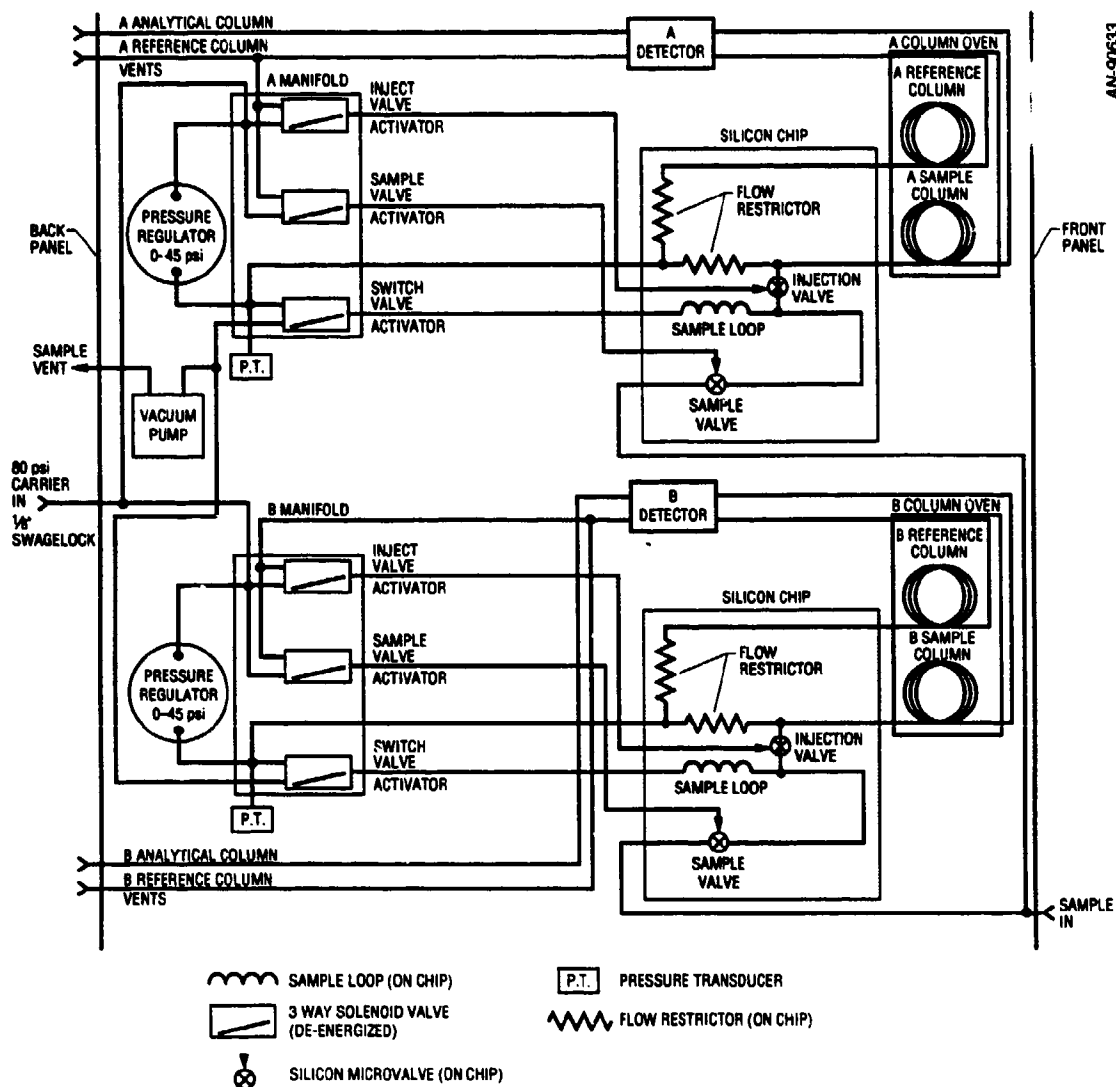 A ANALYTICAL COLUMN
A REFERENCE COLUMN
VENTS
A MANIFOLD
INJECT
VALVE
ACTIVATOR
SAMPLE
VALVE
ACTIVATOR
SWITCH
VALVE
ACTIVATOR
PRESSURE
REGULATOR
0-45 psi
BACK
PANEL
P.T.
SAMPLE
VENT
VACUUM
PUMP
80 psi
CARRIER
IN
1/8"
SWAGELOCK
A
DETECTOR
A COLUMN OVEN
A REFERENCE
COLUMN
A SAMPLE
COLUMN
AN-90633
SILICON CHIP
FLOW
RESTRICTOR
INJECTION
VALVE
SAMPLE LOOP
SAMPLE
VALVE
FRONT
PANEL
B MANIFOLD
INJECT
VALVE
ACTIVATOR
SAMPLE
VALVE
ACTIVATOR
SWITCH
VALVE
ACTIVATOR
PRESSURE
REGULATOR
0-45 psi
P.T.
B
DETECTOR
B COLUMN OVEN
B REFERENCE
COLUMN
B SAMPLE
COLUMN
SILICON CHIP
FLOW
RESTRICTOR
INJECTION
VALVE
SAMPLE LOOP
SAMPLE
VALVE
B ANALYTICAL COLUMN
B REFERENCE COLUMN
VENTS
SAMPLE
IN
SAMPLE LOOP (ON CHIP)
3 WAY SOLENOID VALVE
(DE-ENERGIZED)
SILICON MICROVALVE (ON CHIP)
P.T. PRESSURE TRANSDUCER
FLOW RESTRICTOR (ON CHIP)